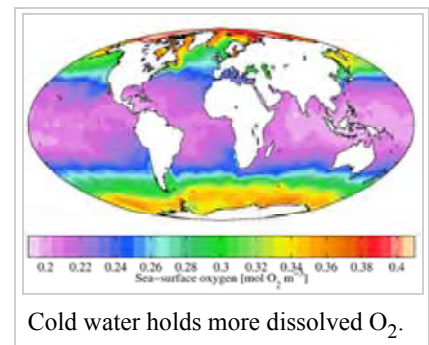 0.2 0.22 0.24 0.26 0.28 0.3 0.32 0.34 0.36 0.38 0.4
Sea-surface oxygen [mol O₂ m⁻³]
Cold water holds more dissolved O₂.